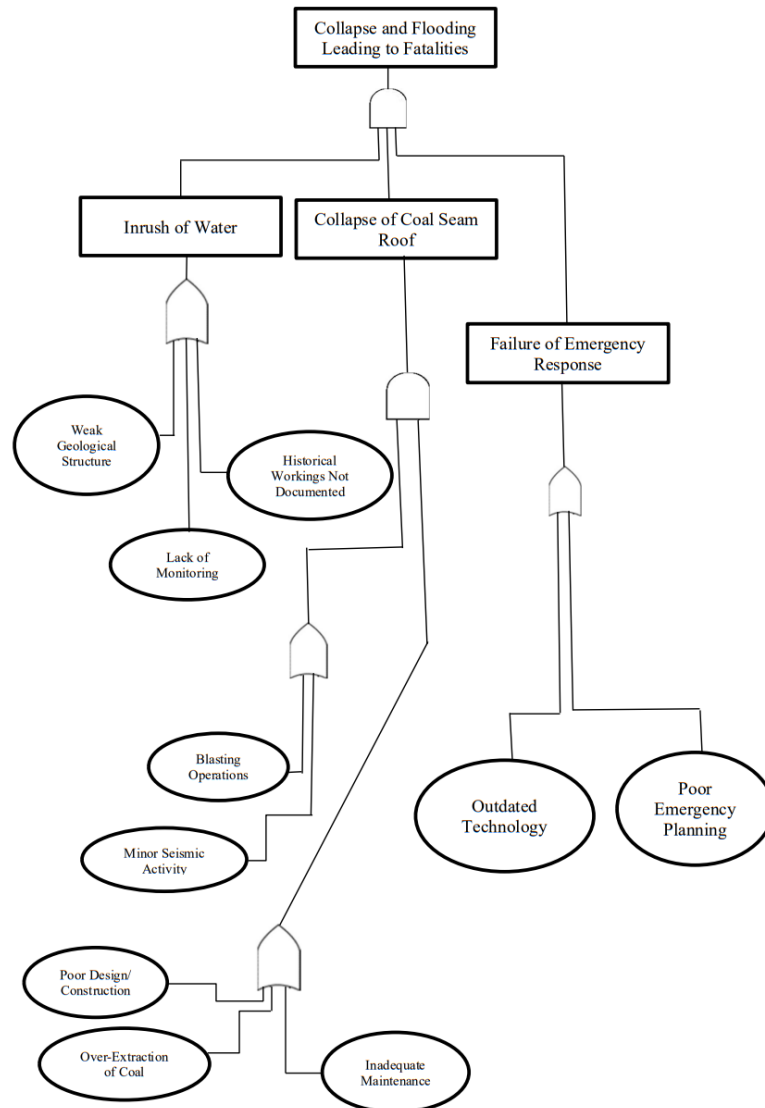 Collapse and Flooding
Leading to Fatalities
Inrush of Water
Collapse of Coal Seam
Roof
Failure of Emergency
Response
Weak
Geological
Structure
Historical
Workings Not
Documented
Lack of
Monitoring
Blasting
Operations
Outdated
Technology
Poor
Emergency
Planning
Minor Seismic
Activity
Poor Design/
Construction
Over-Extraction
of Coal
Inadequate
Maintenance